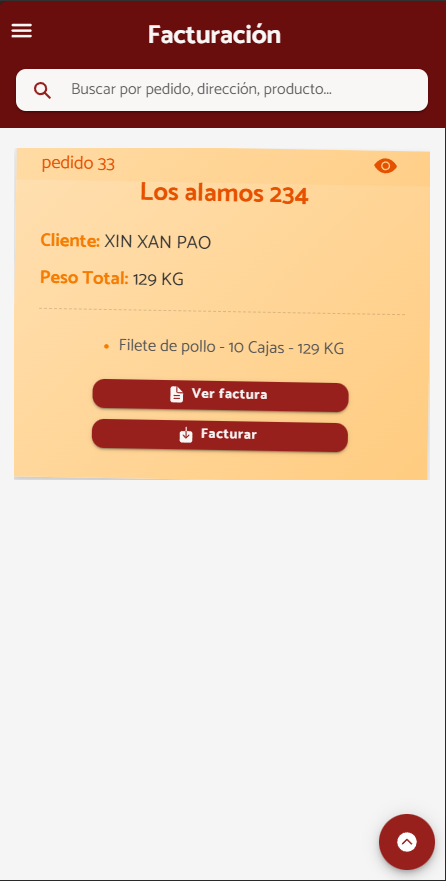 Facturación
Buscar por pedido, dirección, producto...
pedido 33
Los alamos 234
Cliente: XIN XAN PAO
Peso Total: 129 KG
• Filete de pollo - 10 Cajas - 129 KG
Ver factura
Facturar